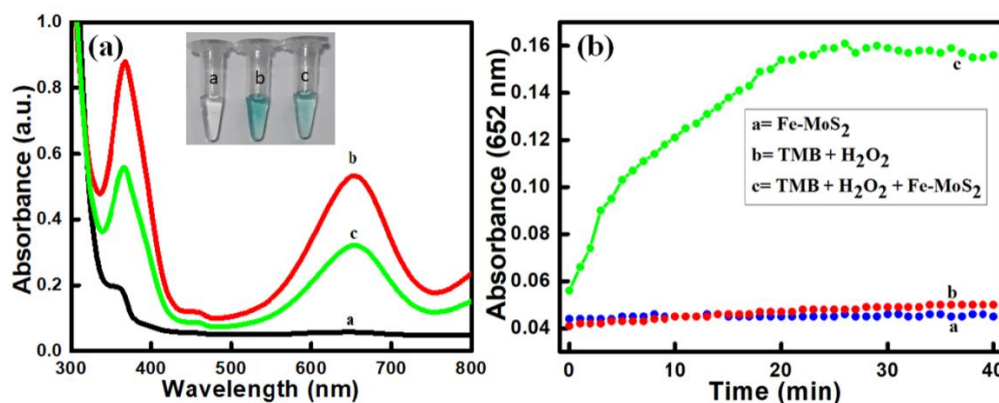 (a)
1.0
0.8
0.6
0.4
0.2
0.0
Absorbance (a.u.)
a b c
b
c
a
300 400 500 600 700 800
Wavelength (nm)
(b)
0.16
0.14
0.12
0.10
0.08
0.06
0.04
Absorbance (652 nm)
c
a= Fe-MoS₂
b= TMB + H₂O₂
c= TMB + H₂O₂ + Fe-MoS₂
b
a
0 10 20 30 40
Time (min)